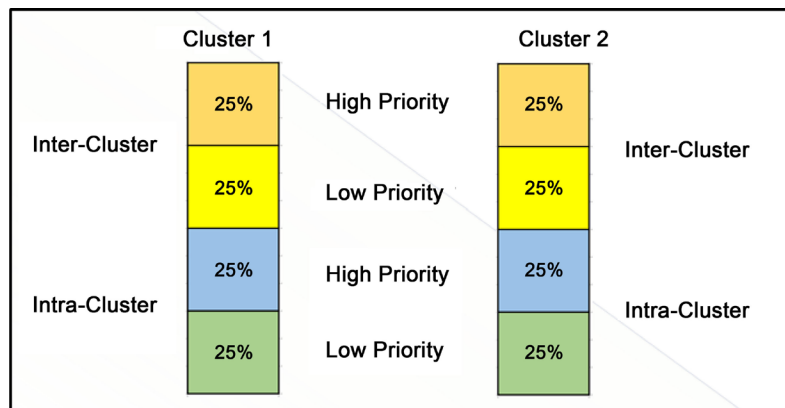 Cluster 1
Cluster 2
25%
High Priority
25%
Inter-Cluster
Inter-Cluster
25%
Low Priority
25%
25%
High Priority
25%
Intra-Cluster
Intra-Cluster
25%
Low Priority
25%